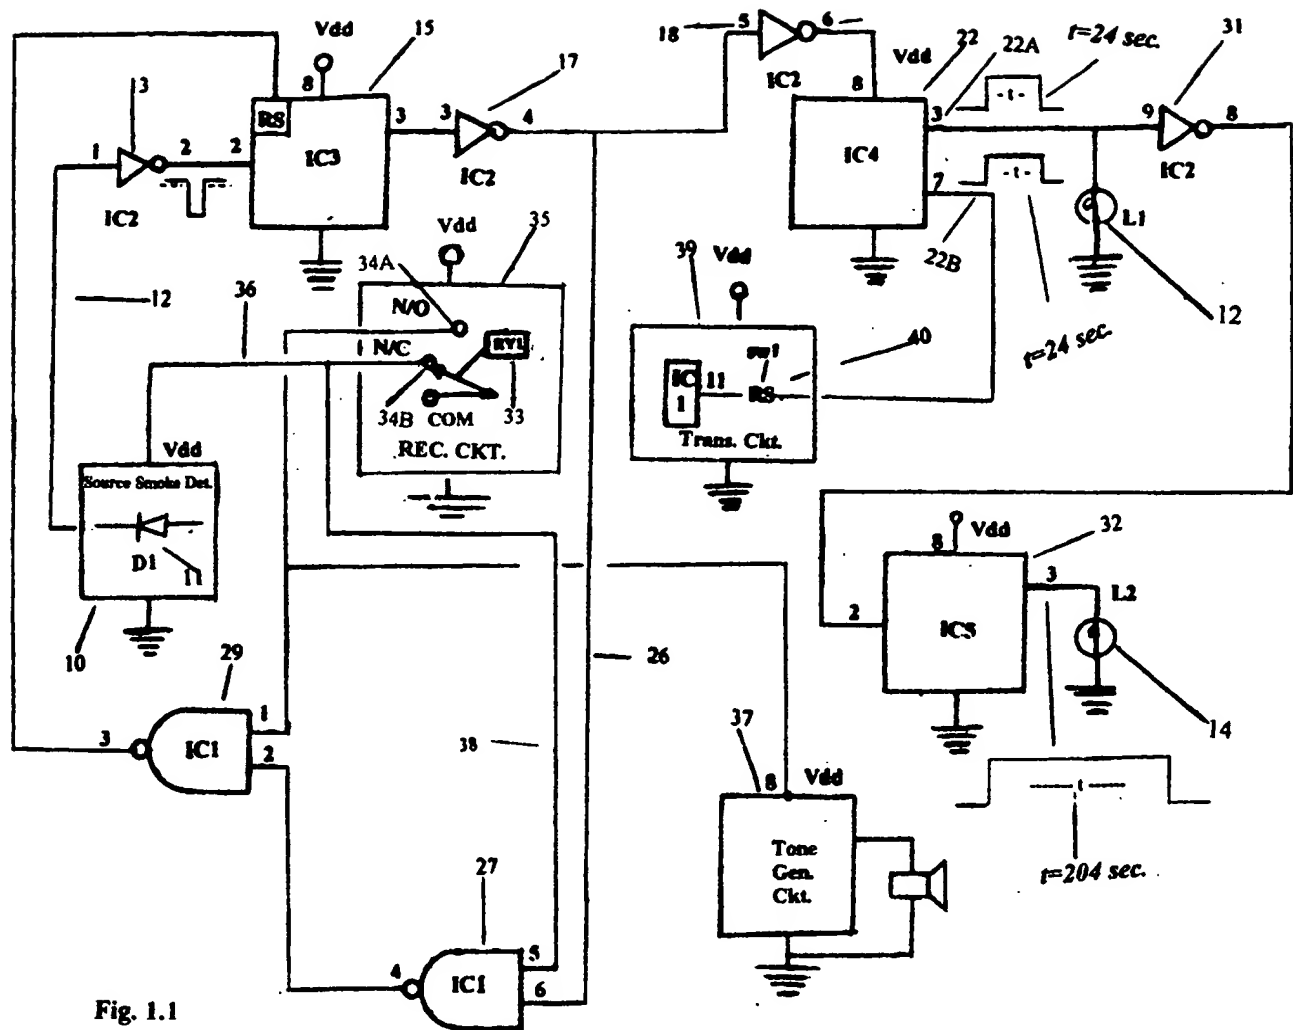 Vdd
15
18
5
6
Vdd
22
22A
t=24 sec.
31
13
8
17
IC2
8
-t-
RS
3
3
4
3
9
8
1
2
2
IC3
IC4
IC2
IC2
IC2
7
-t-
L1
Vdd
35
39
Vdd
22B
34A
12
36
N/O
sw1
40
12
t=24 sec.
N/C
RY1
IC
1
11
RS
34B
COM
33
Trans. Ckt.
REC. CKT.
Vdd
Source Smoke Det.
8
Vdd
32
D1
11
3
L2
2
IC5
10
29
26
1
37
14
3
IC1
2
38
8
Vdd
t
27
Tone
Gen.
Ckt.
t=204 sec.
5
4
IC1
6
Fig. 1.1